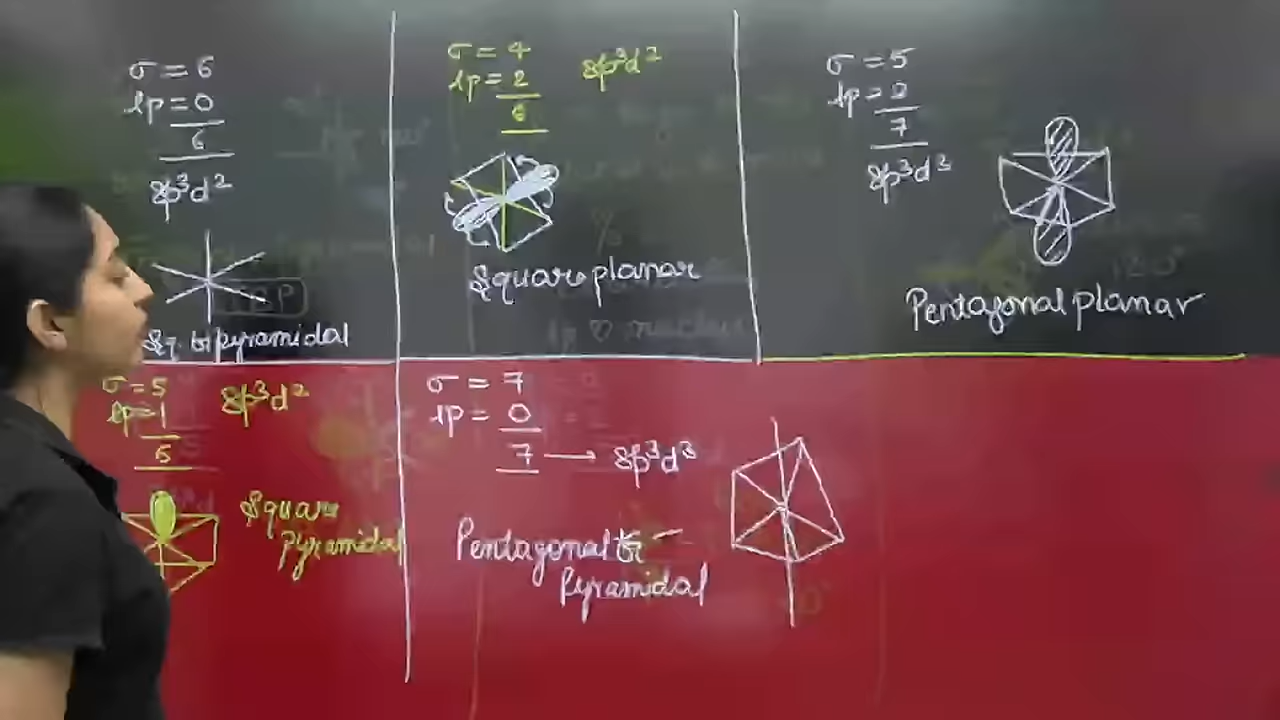 σ = 6
lp = 0
6
sp³d²
Sq. bipyramidal
σ = 4
lp = 2
6
sp³d²
Square planar
σ = 5
lp = 2
7
sp³d³
Pentagonal planar
σ = 5
lp = 1
sp³d²
Square
pyramidal
σ = 7
lp = 0
7 → sp³d³
Pentagonal bi
Pyramidal